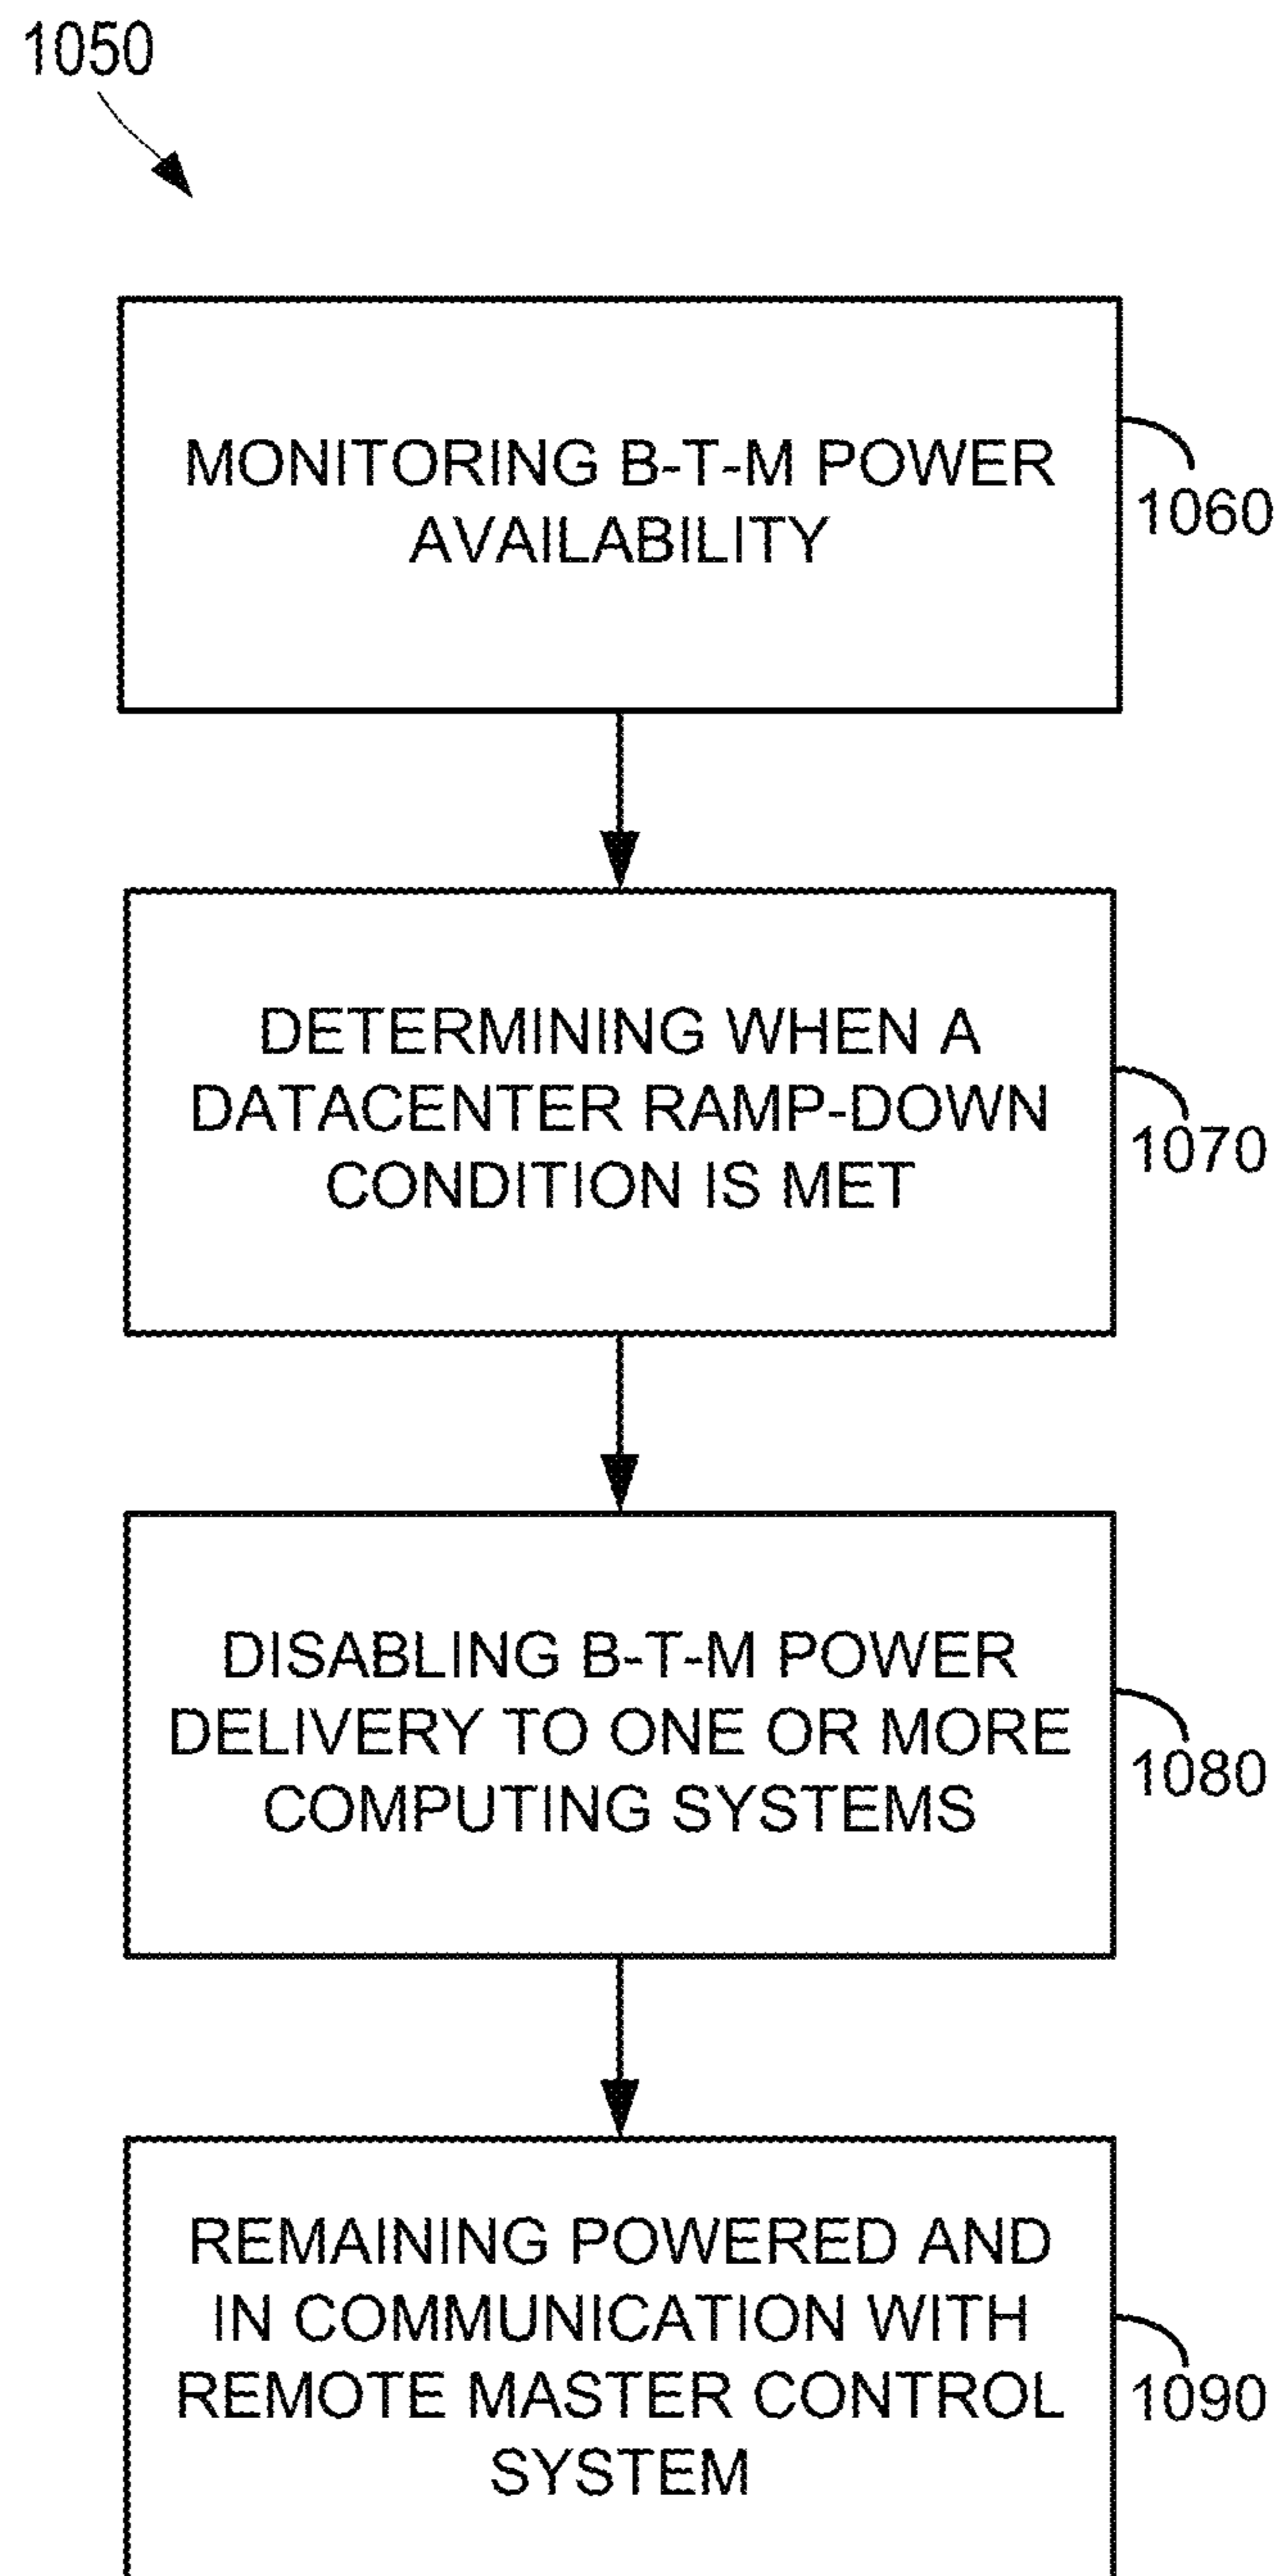 1050
MONITORING B-T-M POWER
AVAILABILITY
1060
DETERMINING WHEN A
DATACENTER RAMP-DOWN
CONDITION IS MET
1070
DISABLING B-T-M POWER
DELIVERY TO ONE OR MORE
COMPUTING SYSTEMS
1080
REMAINING POWERED AND
IN COMMUNICATION WITH
REMOTE MASTER CONTROL
SYSTEM
1090